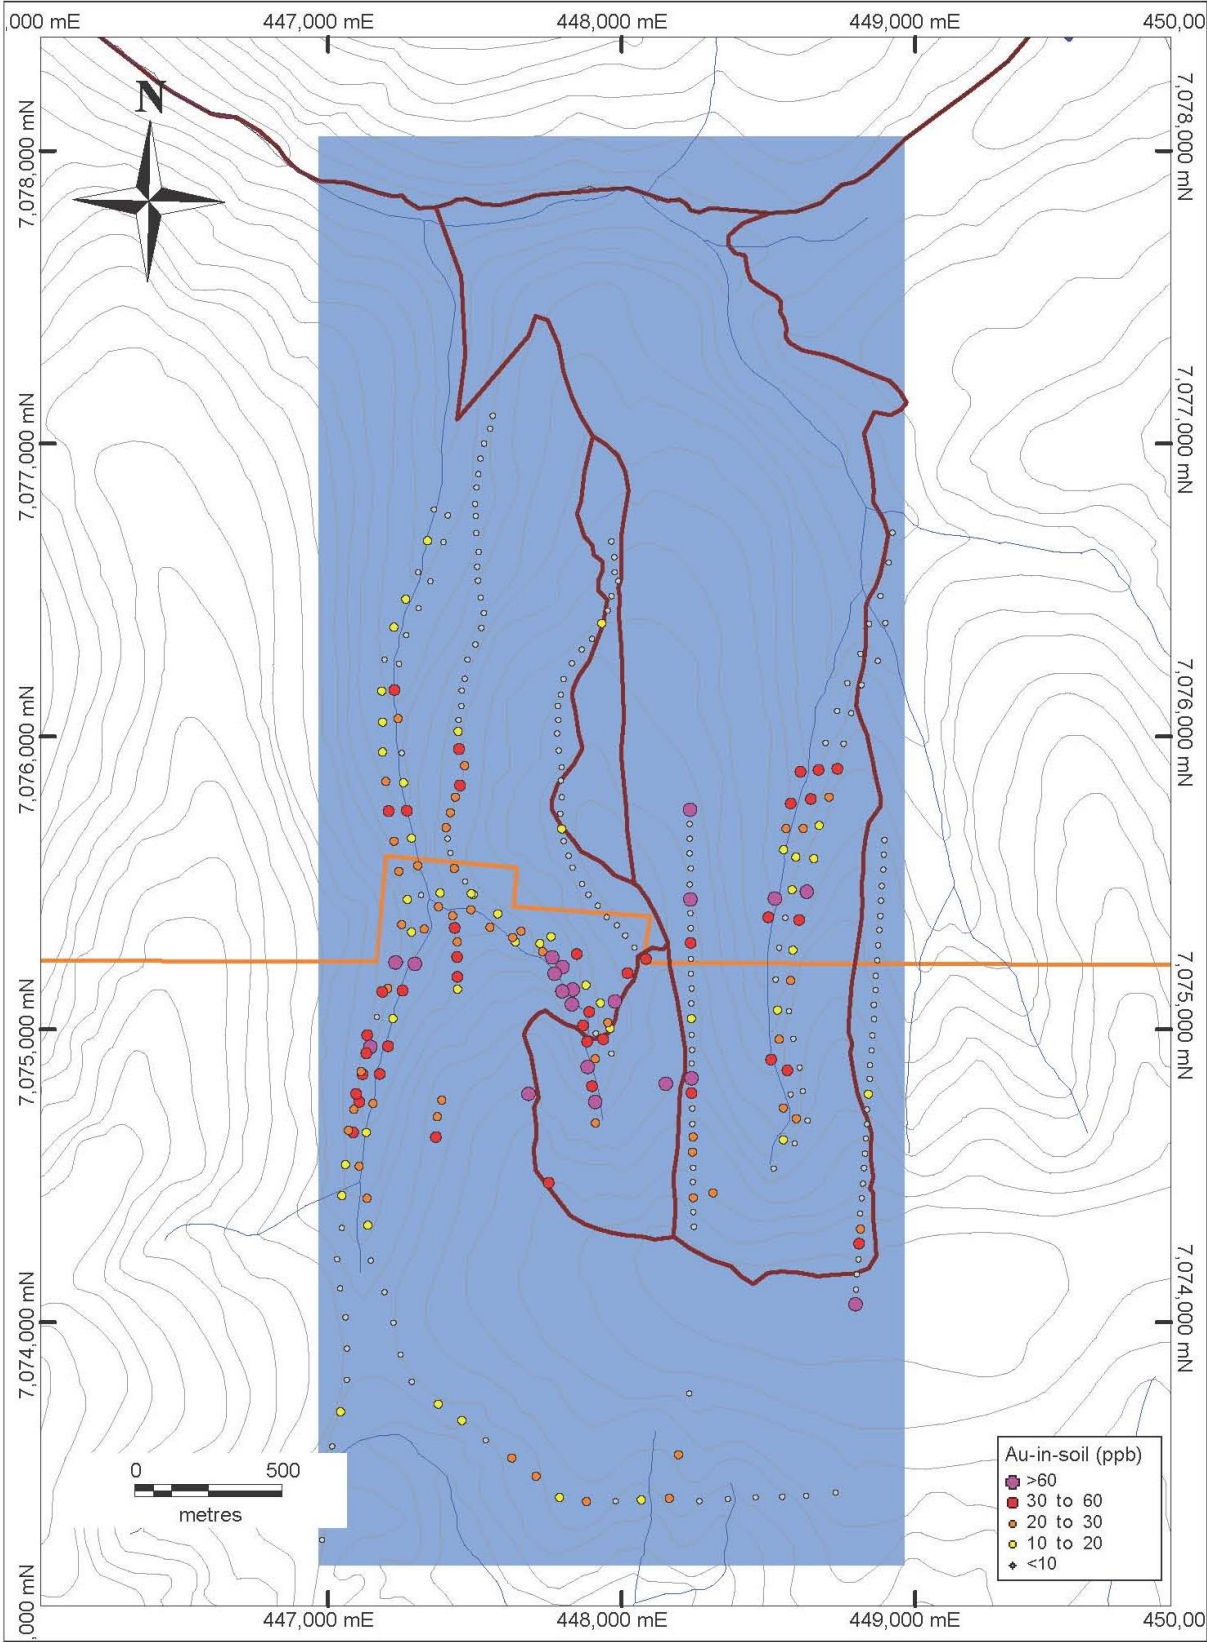 ,000 mE 447,000 mE 448,000 mE 449,000 mE 450,00
N
7,078,000 mN 7,078,000 mN
7,077,000 mN 7,077,000 mN
7,076,000 mN 7,076,000 mN
7,075,000 mN 7,075,000 mN
7,074,000 mN 7,074,000 mN
Au-in-soil (ppb)
>60
30 to 60
20 to 30
10 to 20
<10
0 500
metres
,000 mN
,000 mE 447,000 mE 448,000 mE 449,000 mE 450,00